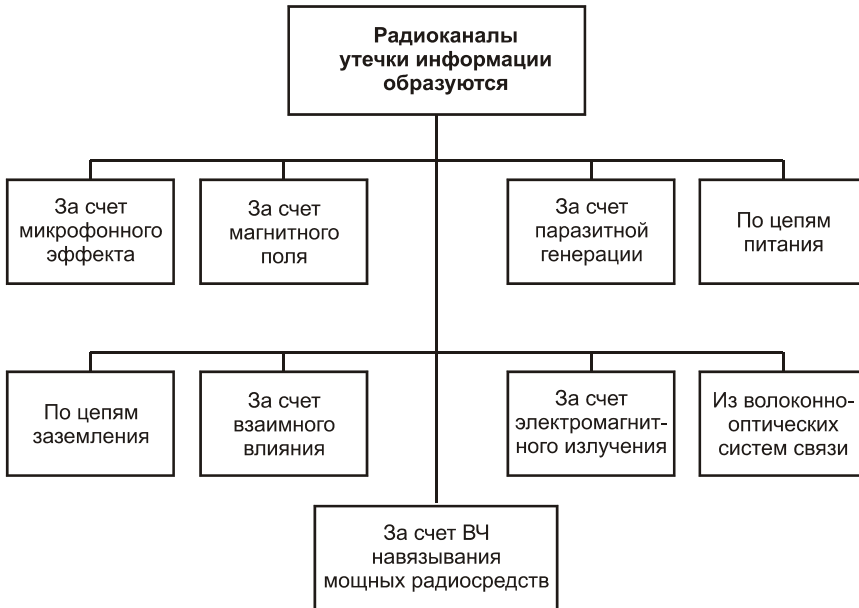 Радиоканалы
утечки информации
образуются
За счет
микрофонного
эффекта
За счет
магнитного
поля
За счет
паразитной
генерации
По цепям
питания
По цепям
заземления
За счет
взаимного
влияния
За счет
электромагнит-
ного излучения
Из волоконно-
оптических
систем связи
За счет ВЧ
навязывания
мощных радиосредств